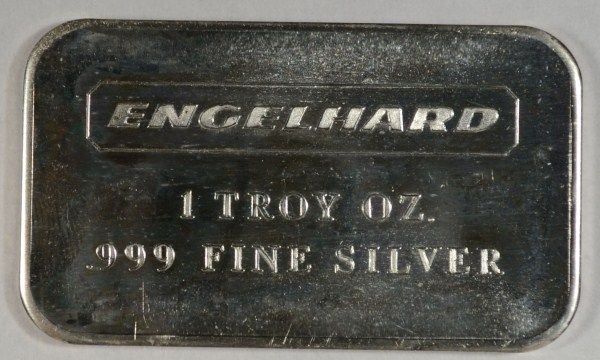 ENGELHARD
1 TROY OZ.
.999 FINE SILVER